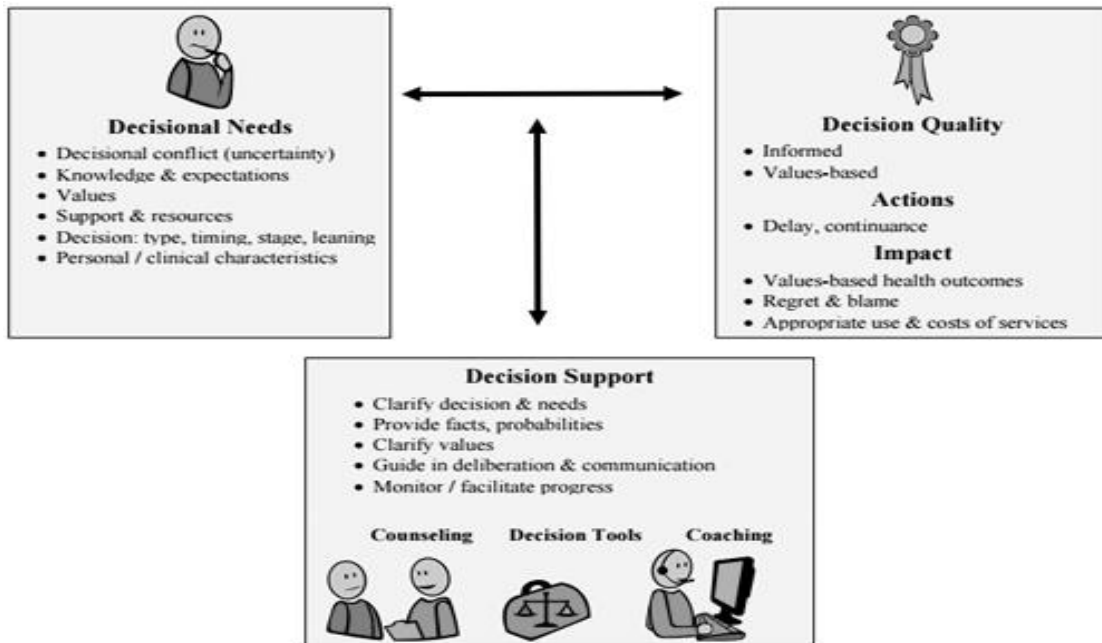 Decisional Needs
• Decisional conflict (uncertainty)
• Knowledge & expectations
• Values
• Support & resources
• Decision: type, timing, stage, leaning
• Personal / clinical characteristics
Decision Quality
• Informed
• Values-based
Actions
• Delay, continuance
Impact
• Values-based health outcomes
• Regret & blame
• Appropriate use & costs of services
Decision Support
• Clarify decision & needs
• Provide facts, probabilities
• Clarify values
• Guide in deliberation & communication
• Monitor / facilitate progress
Counseling Decision Tools Coaching